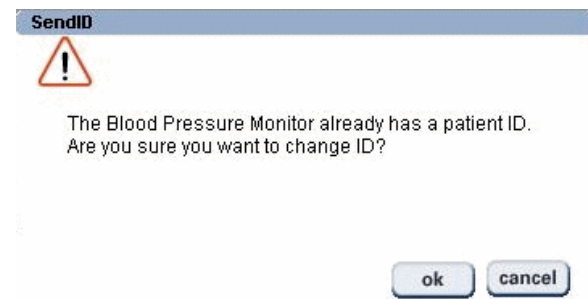 SendID
!
The Blood Pressure Monitor already has a patient ID.
Are you sure you want to change ID?
ok cancel